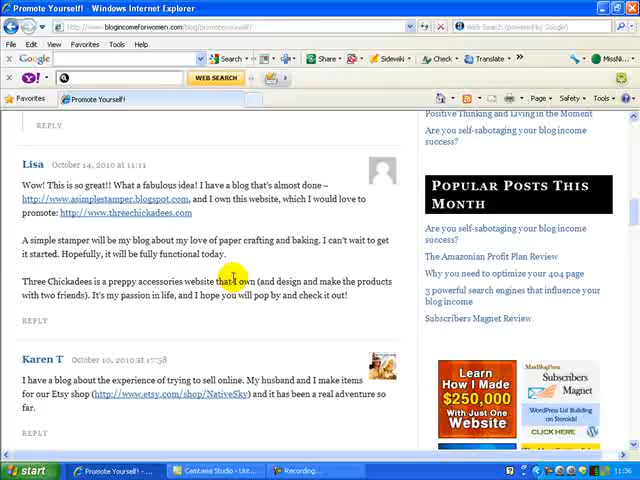 Promote Yourself! - Windows Internet Explorer
http://www.blogincomeforwomen.com/blog/promoteyourself/
Web Search (powered by Google)
File Edit View Favorites Tools Help
Google Search Share Sidewiki Check Translate
Y! WEB SEARCH
Favorites Promote Yourself! Page Safety Tools
REPLY
Lisa October 14, 2010 at 11:11
Wow! This is so great!! What a fabulous idea! I have a blog that's almost done –
http://www.asimplestamper.blogspot.com, and I own this website, which I would love to
promote: http://www.threechickadees.com
A simple stamper will be my blog about my love of paper crafting and baking. I can't wait to get
it started. Hopefully, it will be fully functional today.
Three Chickadees is a preppy accessories website that I own (and design and make the products
with two friends). It's my passion in life, and I hope you will pop by and check it out!
REPLY
Karen T October 10, 2010 at 17:58
I have a blog about the experience of trying to sell online. My husband and I make items
for our Etsy shop (http://www.etsy.com/shop/NativeSky) and it has been a real adventure so
far.
REPLY
Positive Thinking and Living in the Moment
Are you self-sabotaging your blog income
success?
Popular Posts This
Month
Are you self-sabotaging your blog income
success?
The Amazonian Profit Plan Review
Why you need to optimize your 404 page
3 powerful search engines that influence your
blog income
Subscribers Magnet Review
Learn
How I Made
$250,000
With Just One
Website
MaxBlogPress
Subscribers
Magnet
WordPress List Building
on Steroids!
CLICK HERE
start Promote Yourself! - ... Camtasia Studio - Unt... Recording... 11:36